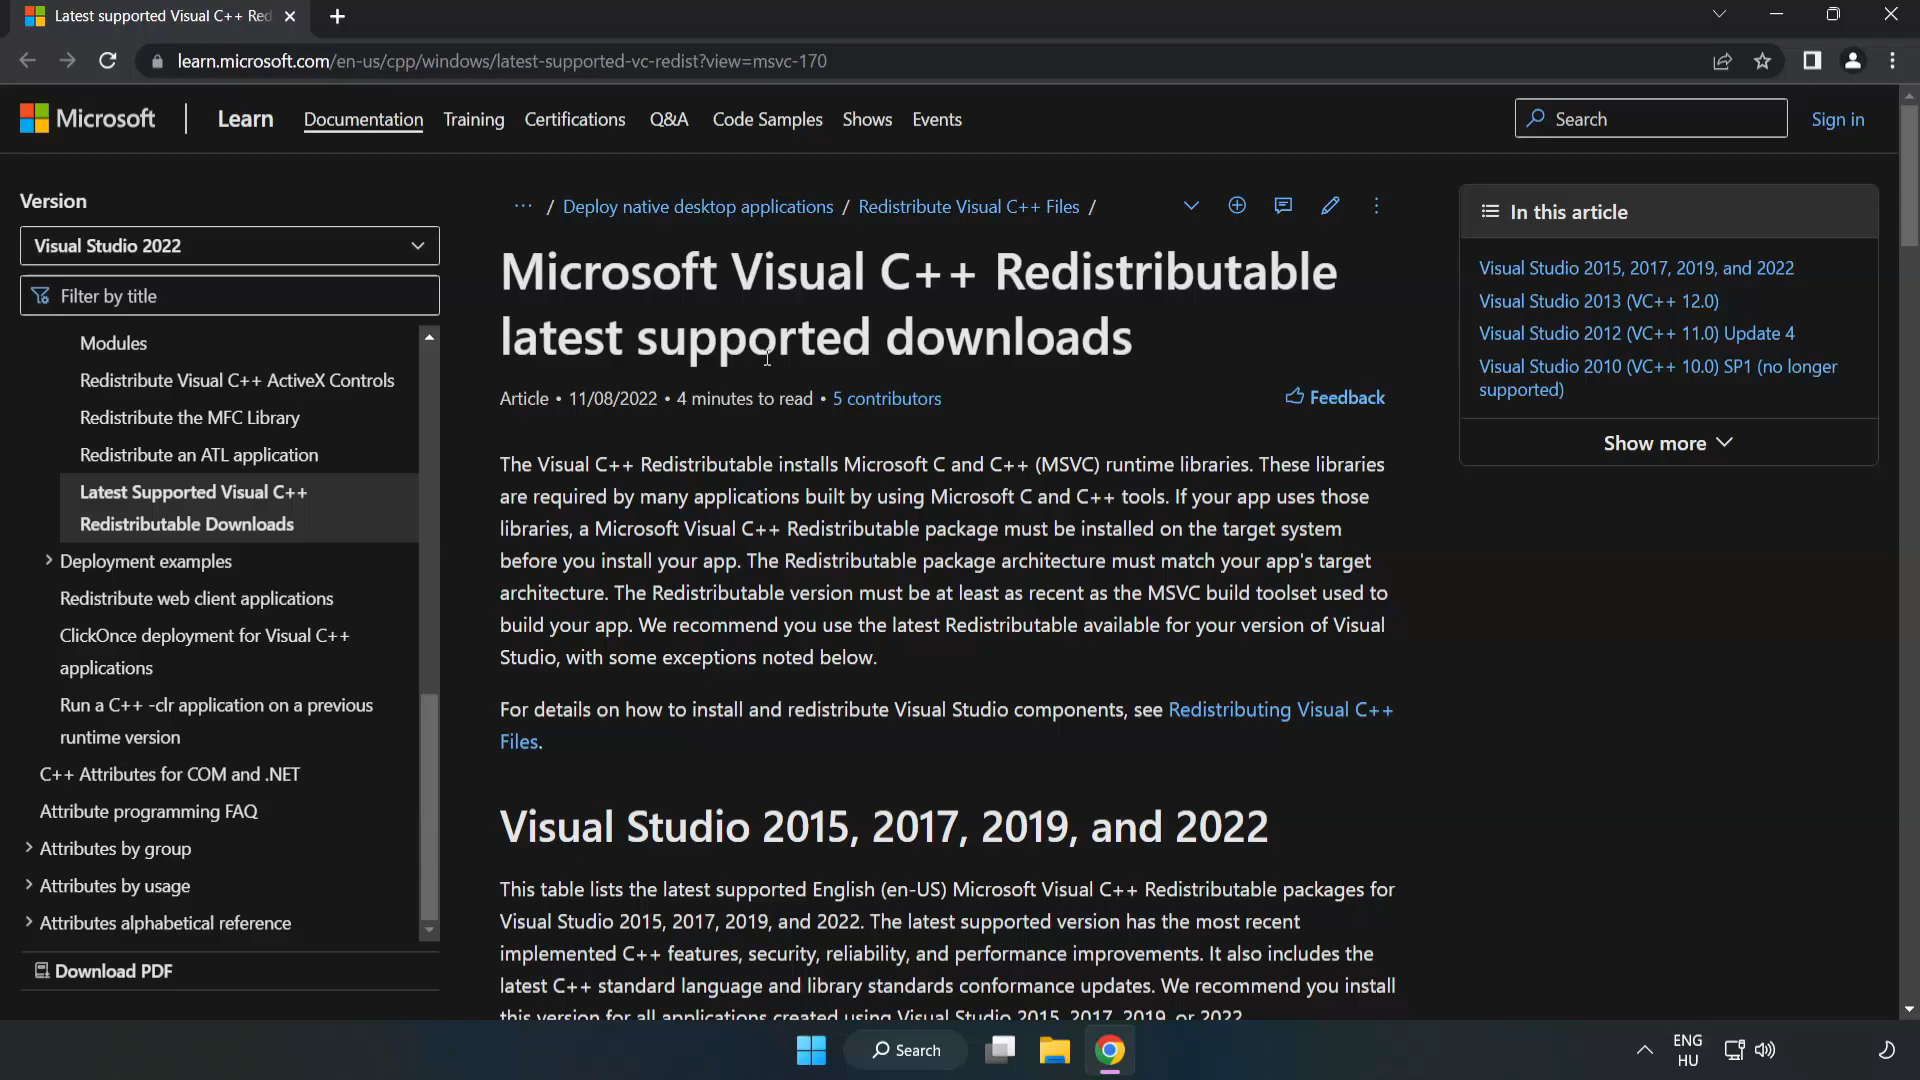 Latest supported Visual C++ Red
learn.microsoft.com/en-us/cpp/windows/latest-supported-vc-redist?view=msvc-170
Microsoft
Learn
Documentation
Training
Certifications
Q&A
Code Samples
Shows
Events
Search
Sign in
Version
Visual Studio 2022
Filter by title
Modules
Redistribute Visual C++ ActiveX Controls
Redistribute the MFC Library
Redistribute an ATL application
Latest Supported Visual C++
Redistributable Downloads
Deployment examples
Redistribute web client applications
ClickOnce deployment for Visual C++
applications
Run a C++ -clr application on a previous
runtime version
C++ Attributes for COM and .NET
Attribute programming FAQ
Attributes by group
Attributes by usage
Attributes alphabetical reference
Download PDF
… / Deploy native desktop applications / Redistribute Visual C++ Files /
Microsoft Visual C++ Redistributable
latest supported downloads
Article • 11/08/2022 • 4 minutes to read • 5 contributors
Feedback
The Visual C++ Redistributable installs Microsoft C and C++ (MSVC) runtime libraries. These libraries
are required by many applications built by using Microsoft C and C++ tools. If your app uses those
libraries, a Microsoft Visual C++ Redistributable package must be installed on the target system
before you install your app. The Redistributable package architecture must match your app's target
architecture. The Redistributable version must be at least as recent as the MSVC build toolset used to
build your app. We recommend you use the latest Redistributable available for your version of Visual
Studio, with some exceptions noted below.
For details on how to install and redistribute Visual Studio components, see Redistributing Visual C++
Files.
Visual Studio 2015, 2017, 2019, and 2022
This table lists the latest supported English (en-US) Microsoft Visual C++ Redistributable packages for
Visual Studio 2015, 2017, 2019, and 2022. The latest supported version has the most recent
implemented C++ features, security, reliability, and performance improvements. It also includes the
latest C++ standard language and library standards conformance updates. We recommend you install
this version for all applications created using Visual Studio 2015, 2017, 2019, or 2022.
In this article
Visual Studio 2015, 2017, 2019, and 2022
Visual Studio 2013 (VC++ 12.0)
Visual Studio 2012 (VC++ 11.0) Update 4
Visual Studio 2010 (VC++ 10.0) SP1 (no longer
supported)
Show more
Search
ENG
HU